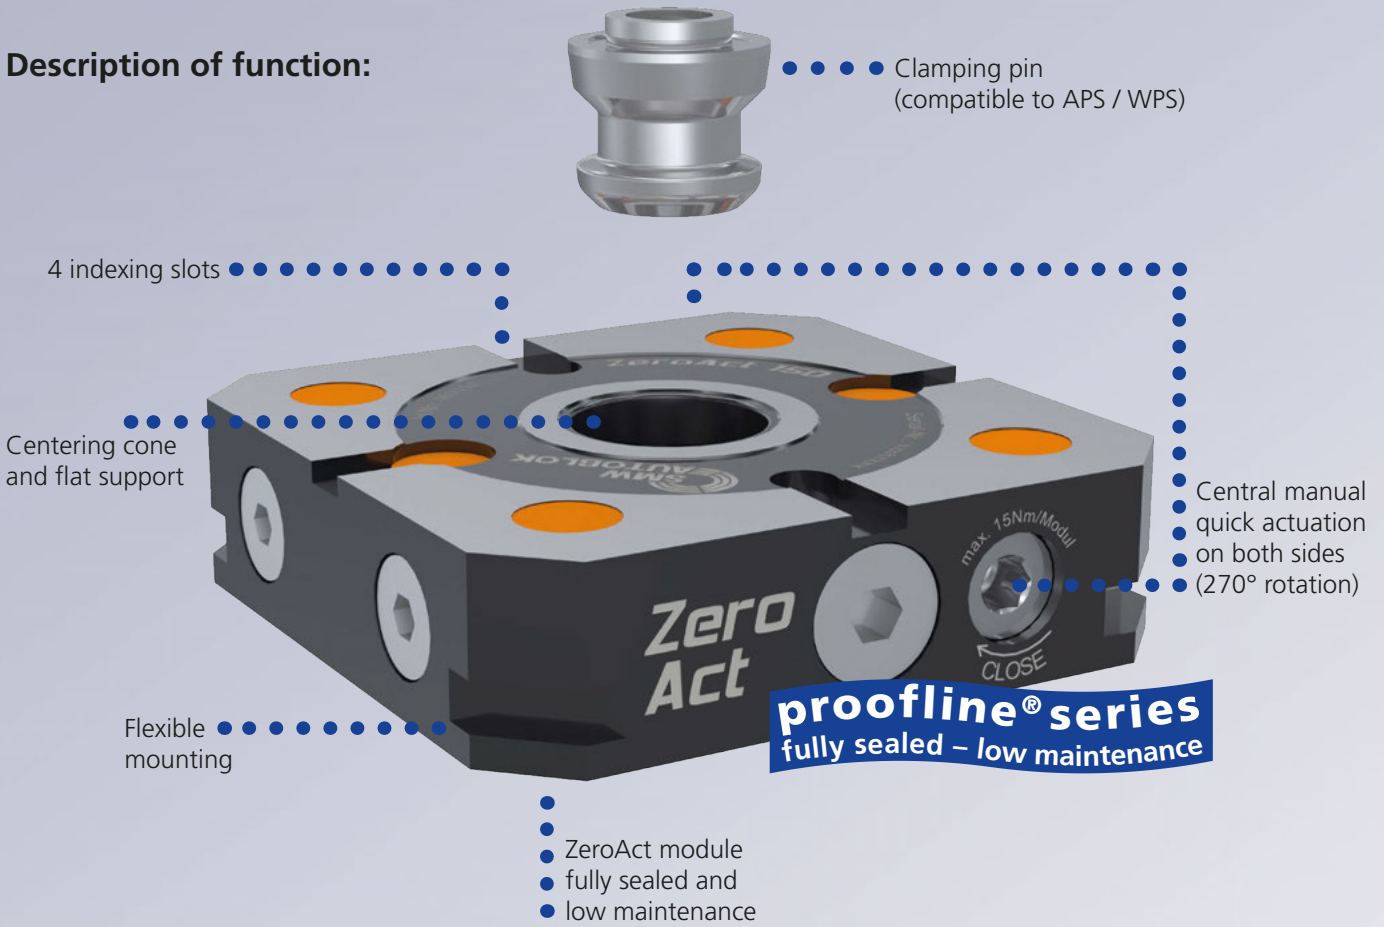 Description of function:
Clamping pin
(compatible to APS / WPS)
4 indexing slots
Centering cone
and flat support
Central manual
quick actuation
on both sides
(270° rotation)
ZeroAct 150
SMW
AUTOBLOK
max. 15Nm/Modul
CLOSE
Zero
Act
proofline® series
fully sealed – low maintenance
Flexible
mounting
ZeroAct module
fully sealed and
low maintenance